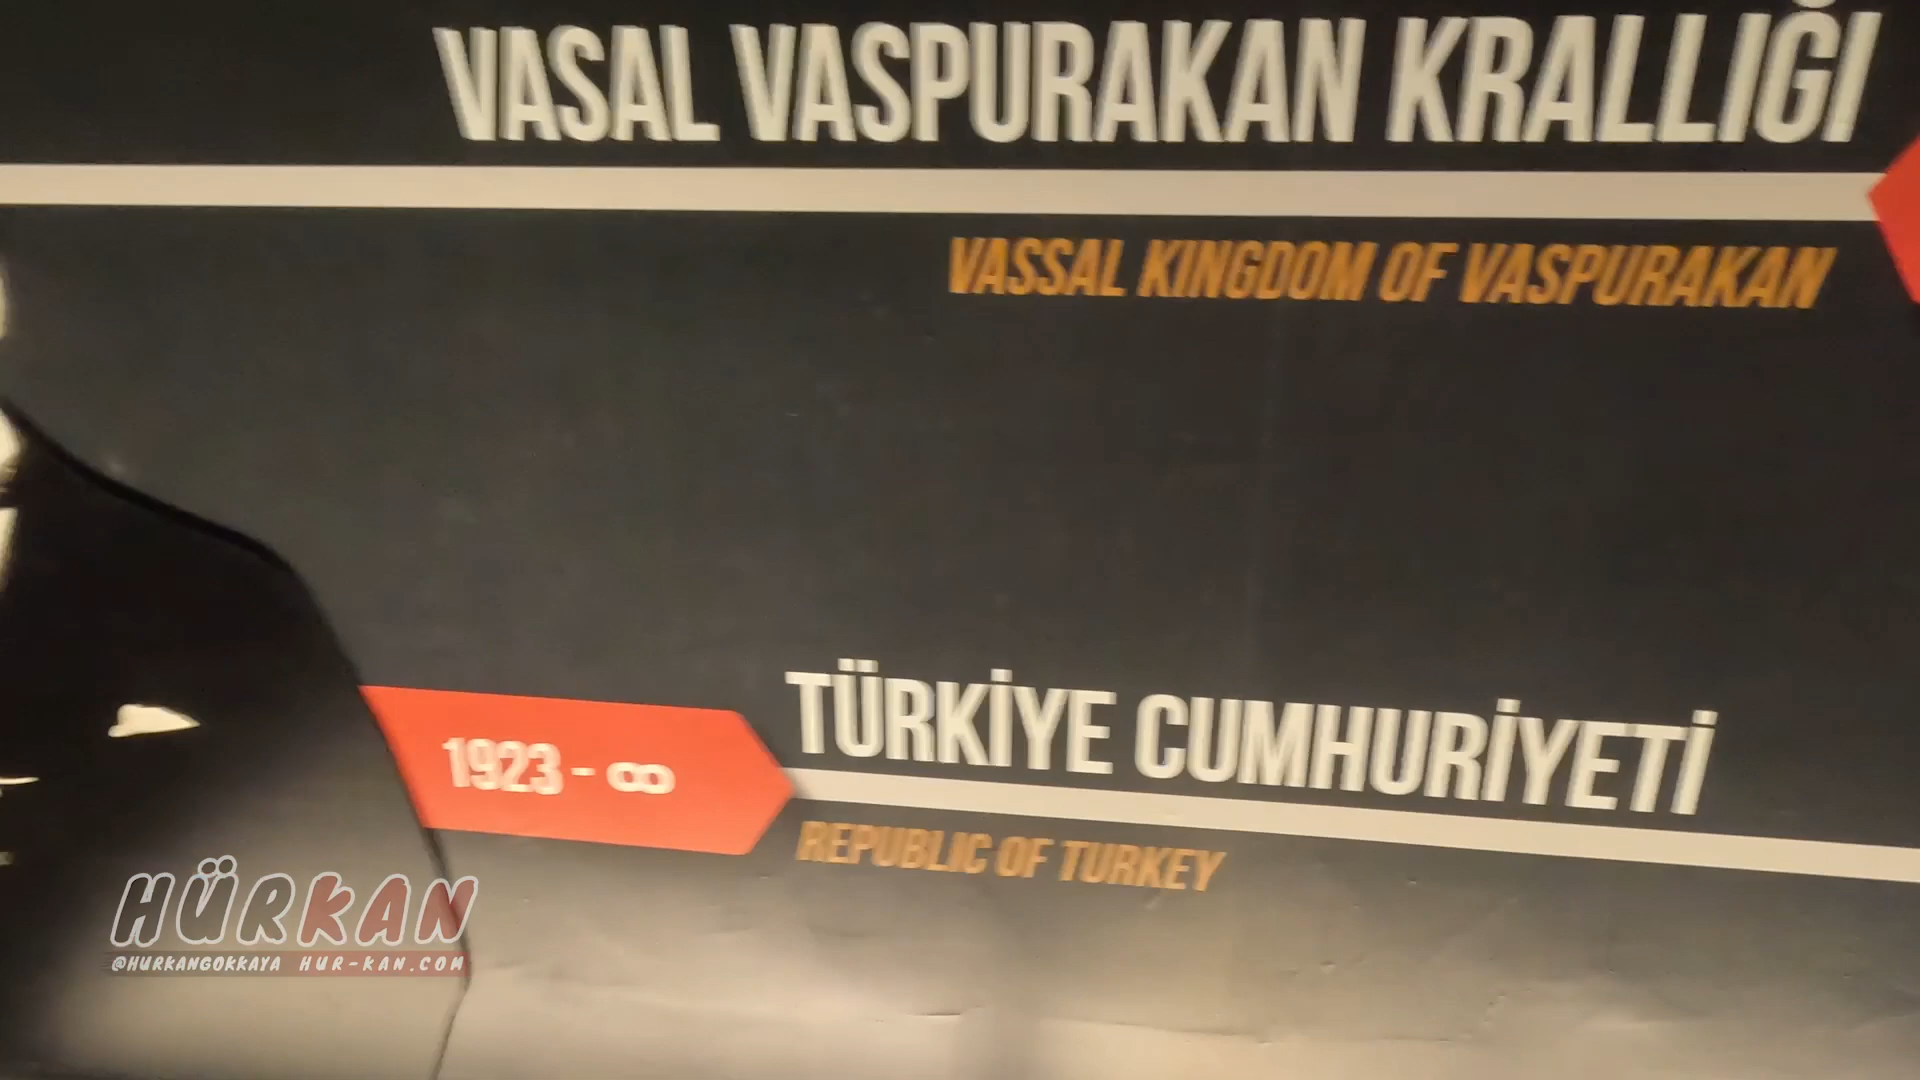 VASAL VASPURAKAN KRALLIĞI
VASSAL KINGDOM OF VASPURAKAN
1923 - ∞
TÜRKİYE CUMHURİYETİ
REPUBLIC OF TURKEY
HÜRKAN
@HURKANGOKKAYA HUR-KAN.COM